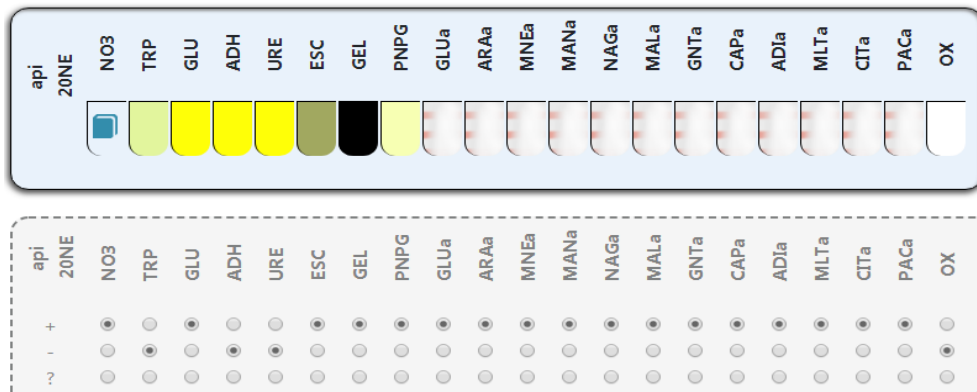 api
20NE NO3 TRP GLU ADH URE ESC GEL PNPG GLUa ARAa MNEa MANa NAGa MALa GNTa CAPa ADIa MLTa CITa PACa OX
api
20NE NO3 TRP GLU ADH URE ESC GEL PNPG GLUa ARAa MNEa MANa NAGa MALa GNTa CAPa ADIa MLTa CITa PACa OX
+
-
?